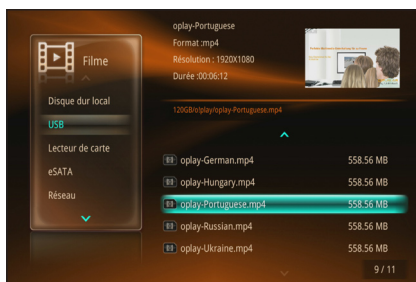 Filme
Disque dur local
USB
Lecteur de carte
eSATA
Réseau
oplay-Portuguese
Format :mp4
Résolution : 1920X1080
Durée :00:06:12
120GB/o!play/oplay-Portuguese.mp4
oplay-German.mp4 558.56 MB
oplay-Hungary.mp4 558.56 MB
oplay-Portuguese.mp4 558.56 MB
oplay-Russian.mp4 558.56 MB
oplay-Ukraine.mp4 558.56 MB
9 / 11